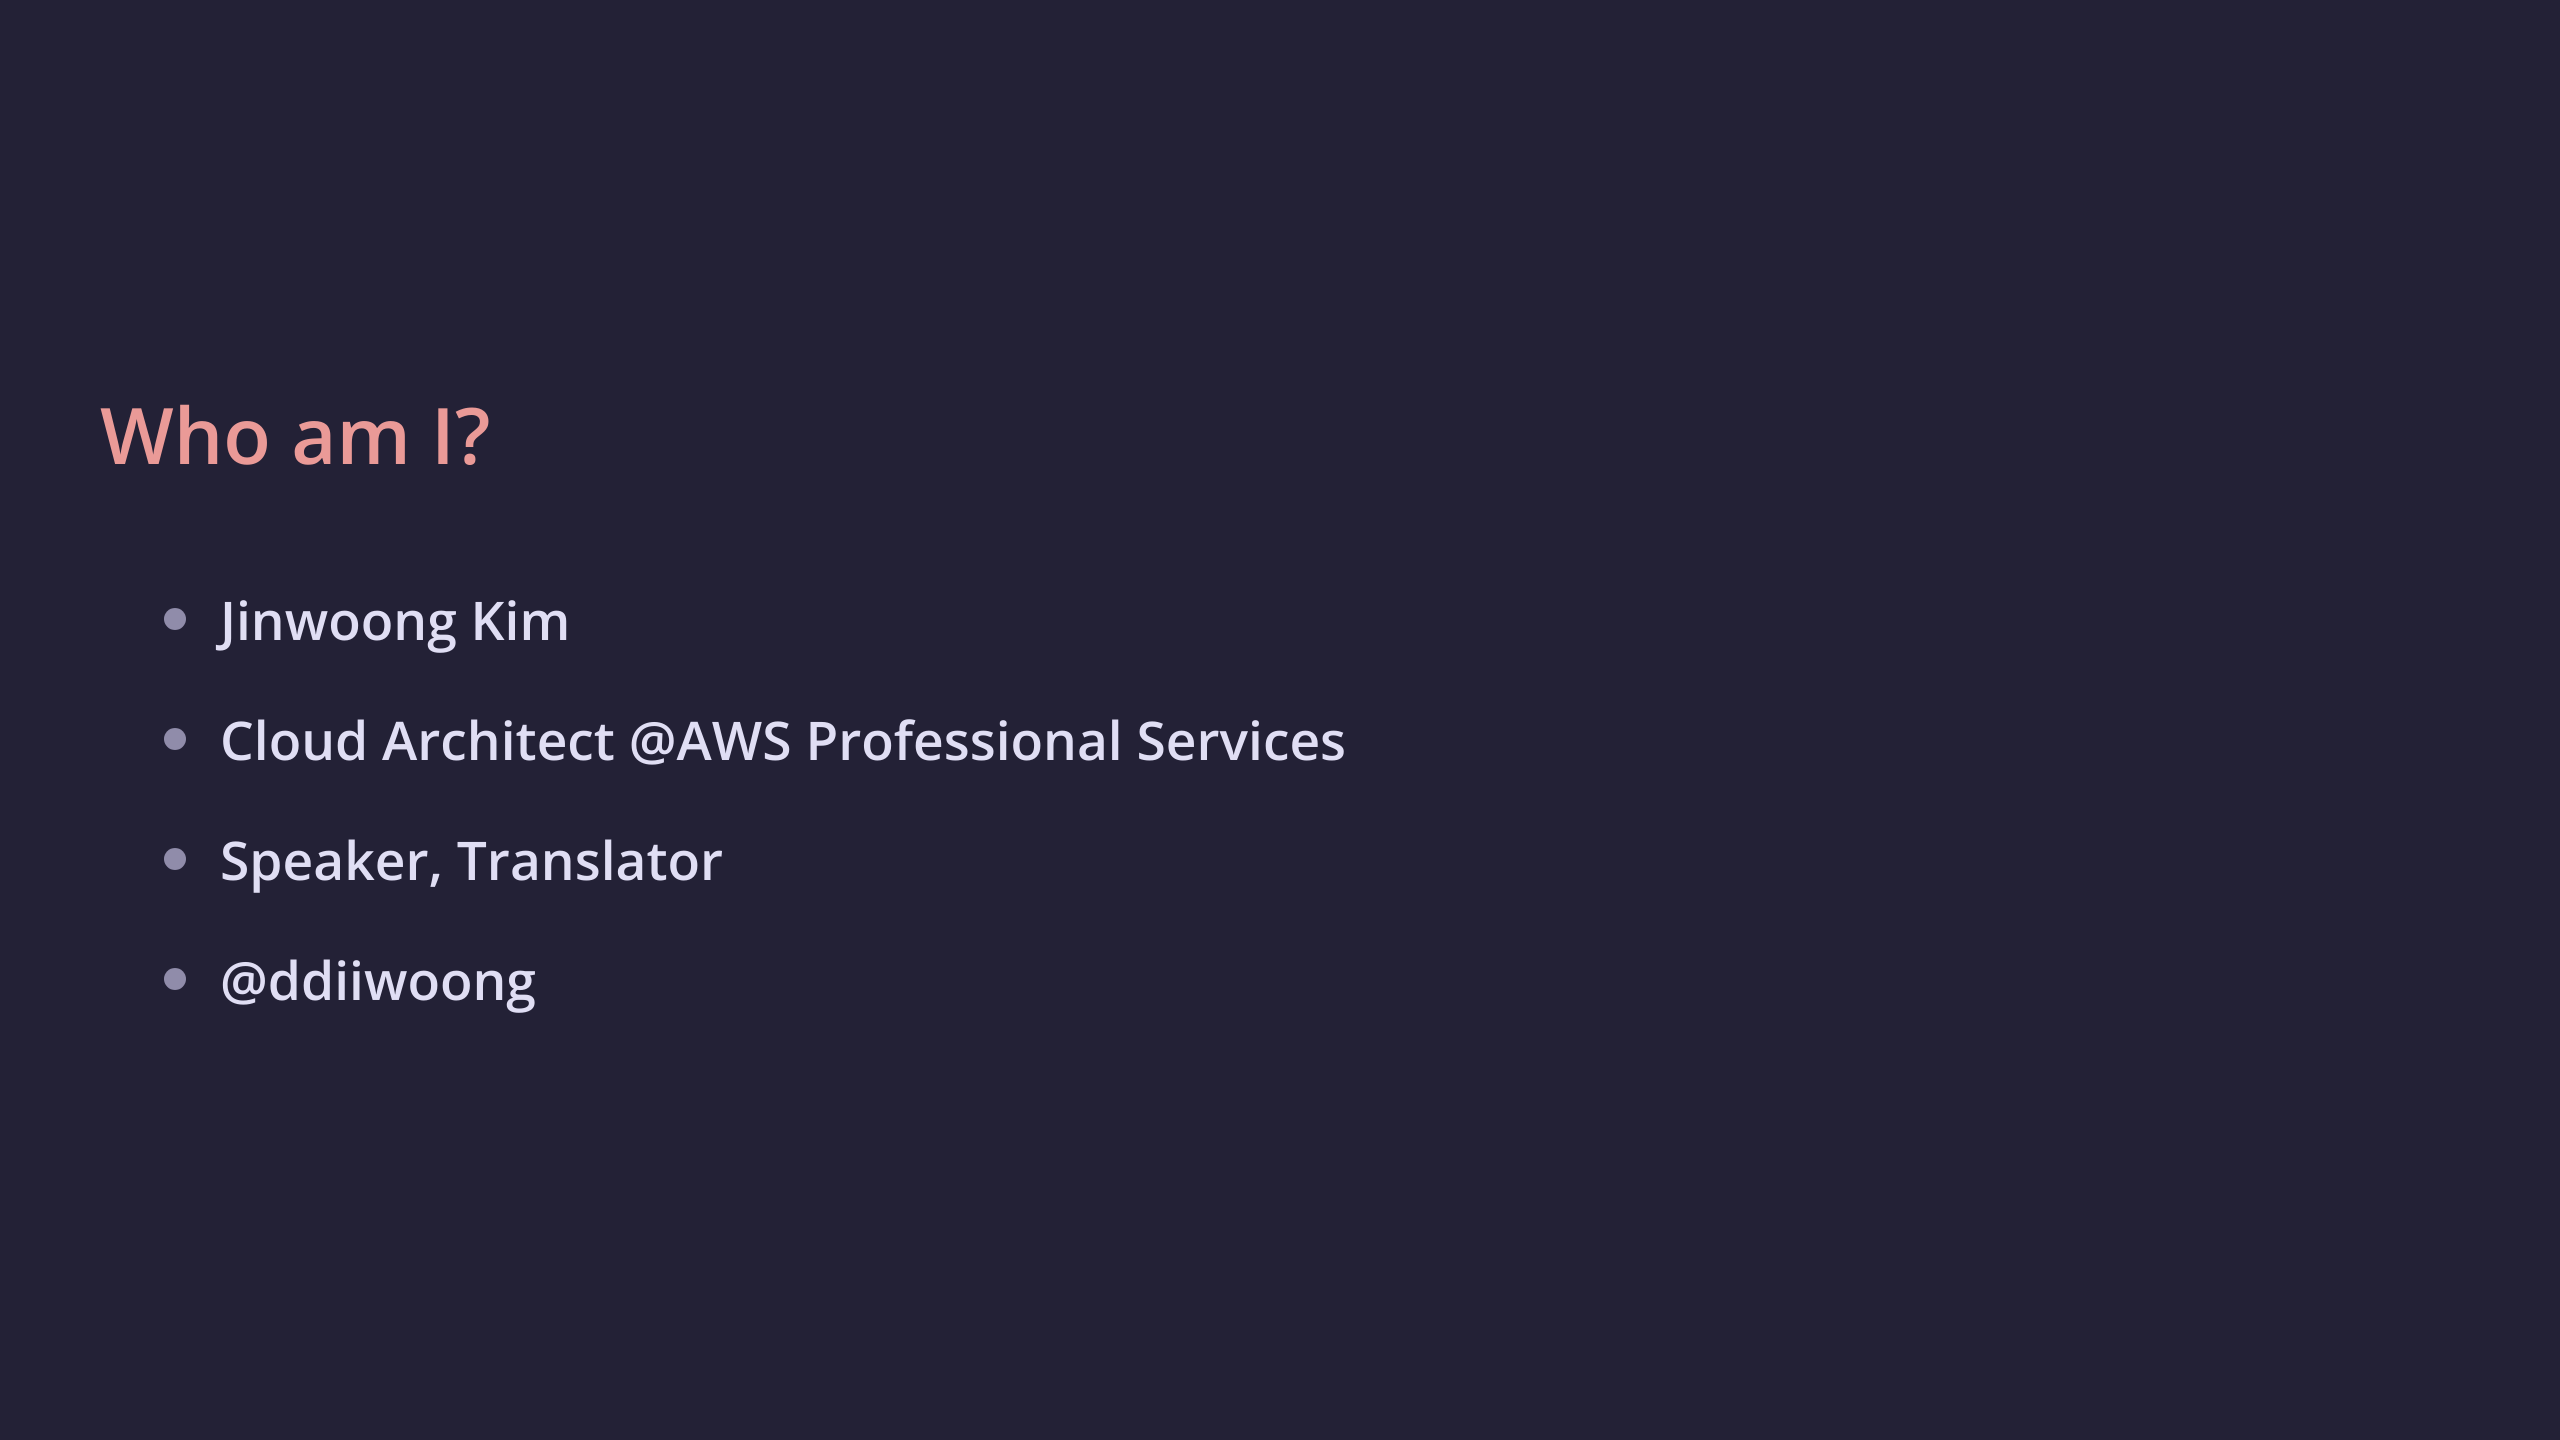 Who am I?
Jinwoong Kim
Cloud Architect @AWS Professional Services
Speaker, Translator
@ddiiwoong